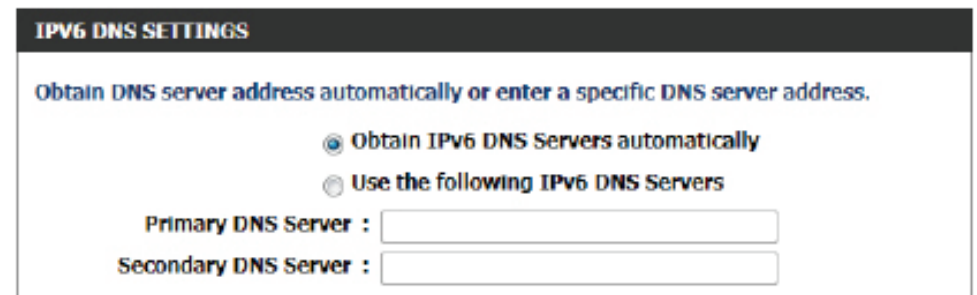 IPV6 DNS SETTINGS
Obtain DNS server address automatically or enter a specific DNS server address.
Obtain IPv6 DNS Servers automatically
Use the following IPv6 DNS Servers
Primary DNS Server :
Secondary DNS Server :